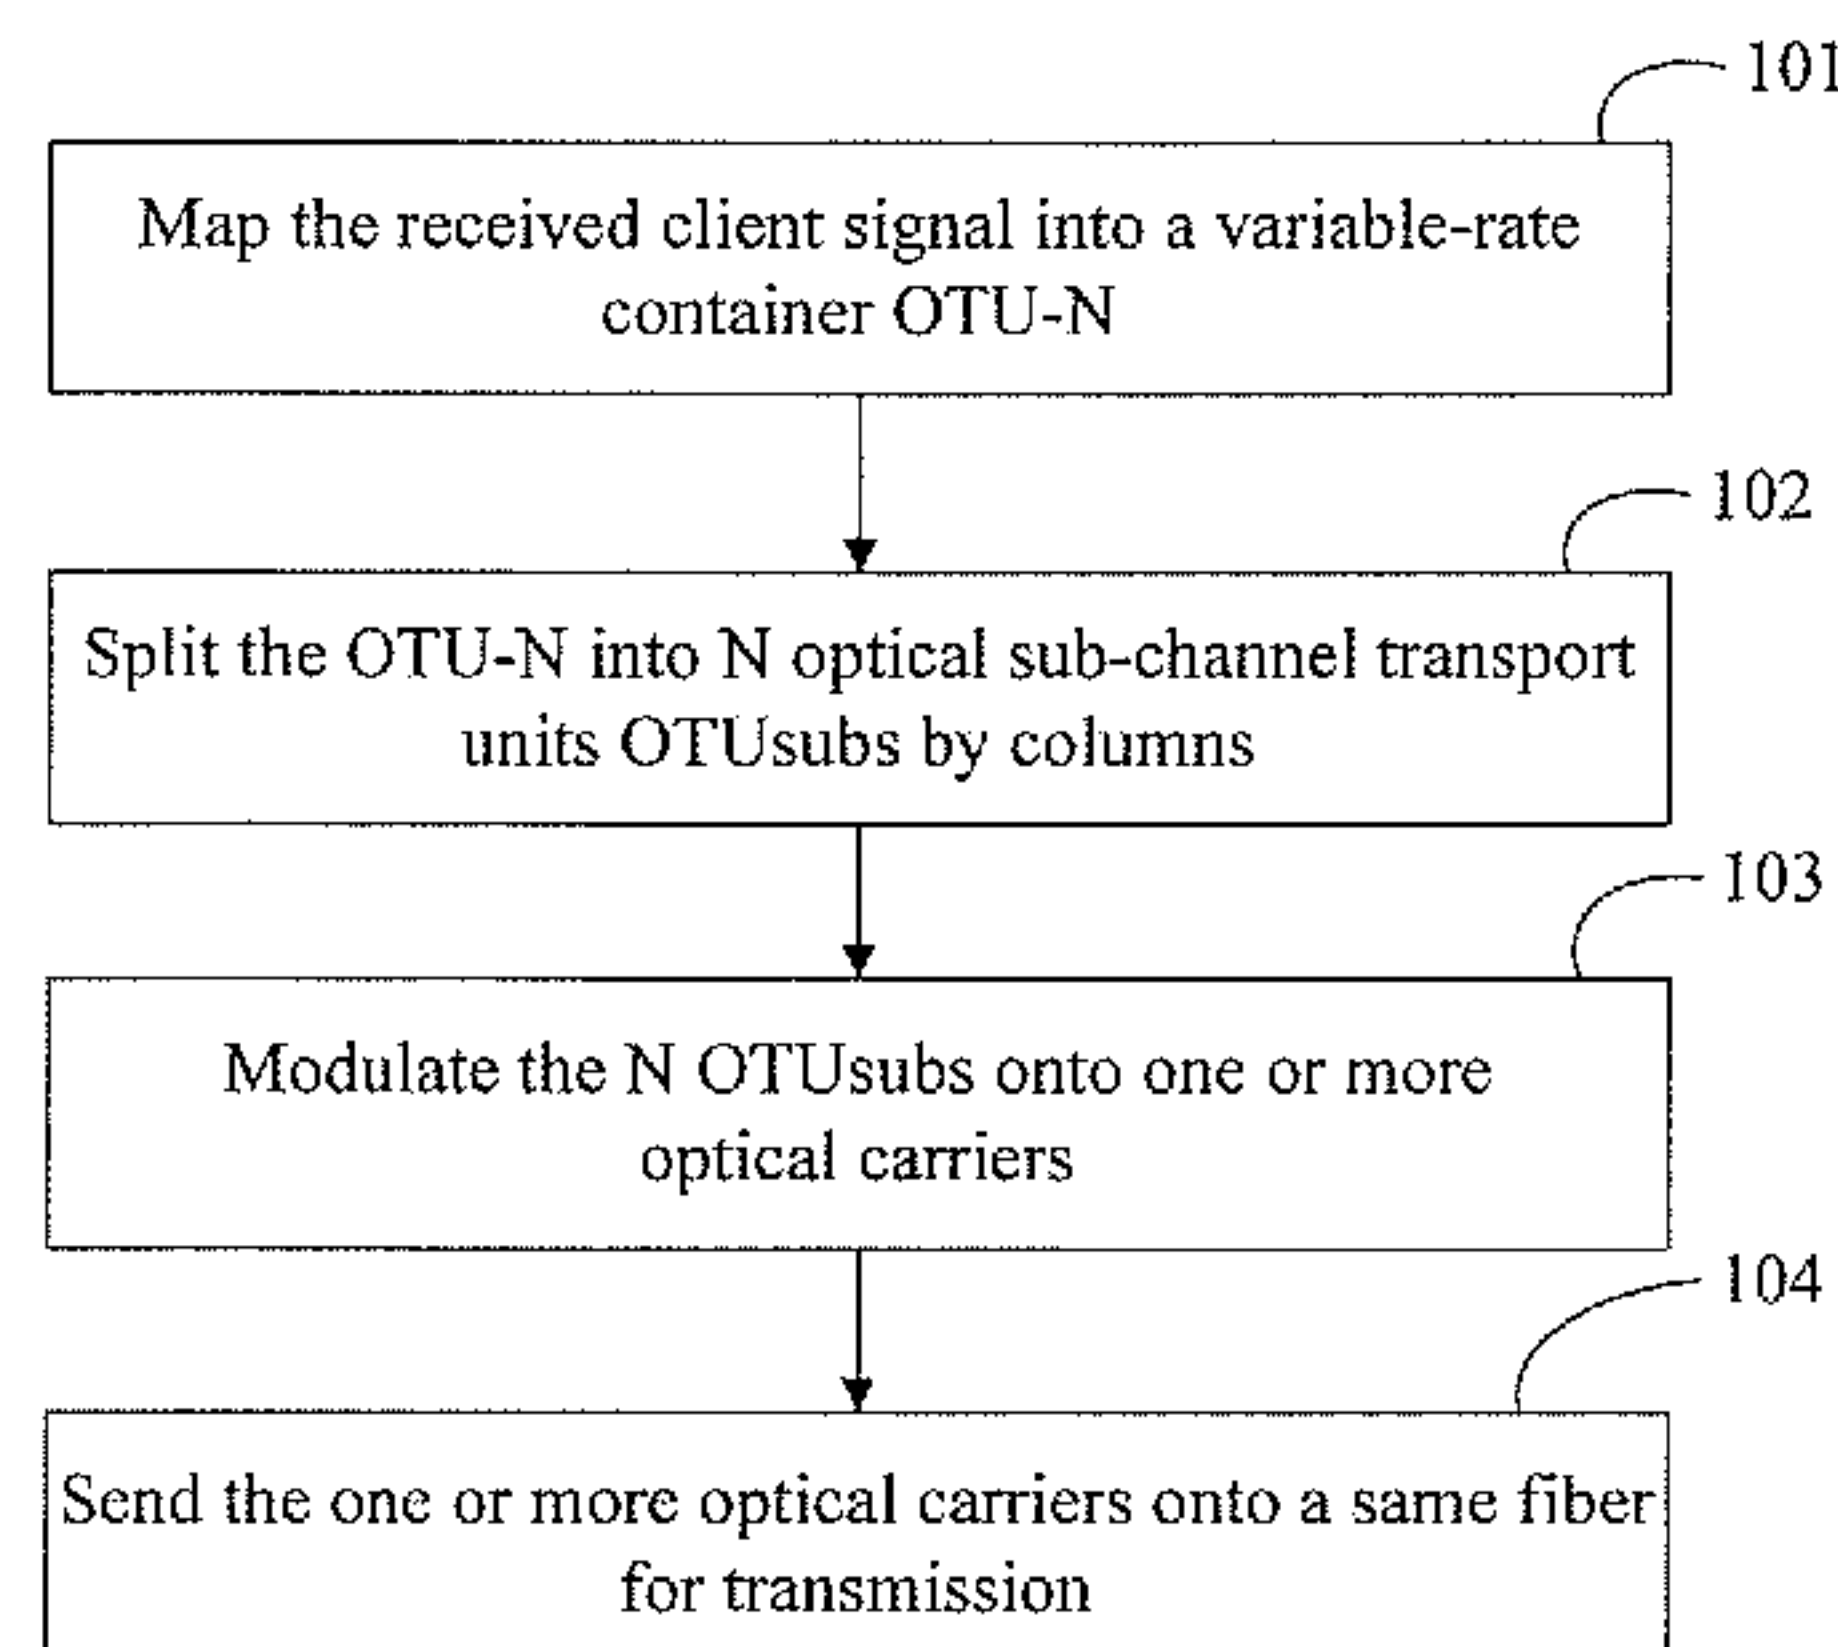 101
Map the received client signal into a variable-rate
container OTU-N
102
Split the OTU-N into N optical sub-channel transport
units OTUsubs by columns
103
Modulate the N OTUsubs onto one or more
optical carriers
104
Send the one or more optical carriers onto a same fiber
for transmission